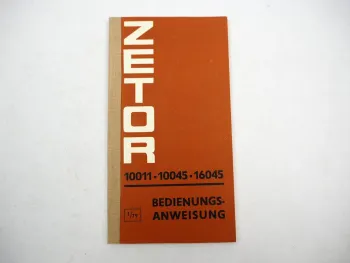 ZETOR
10011 • 10045 • 16045
BEDIENUNGS-
ANWEISUNG